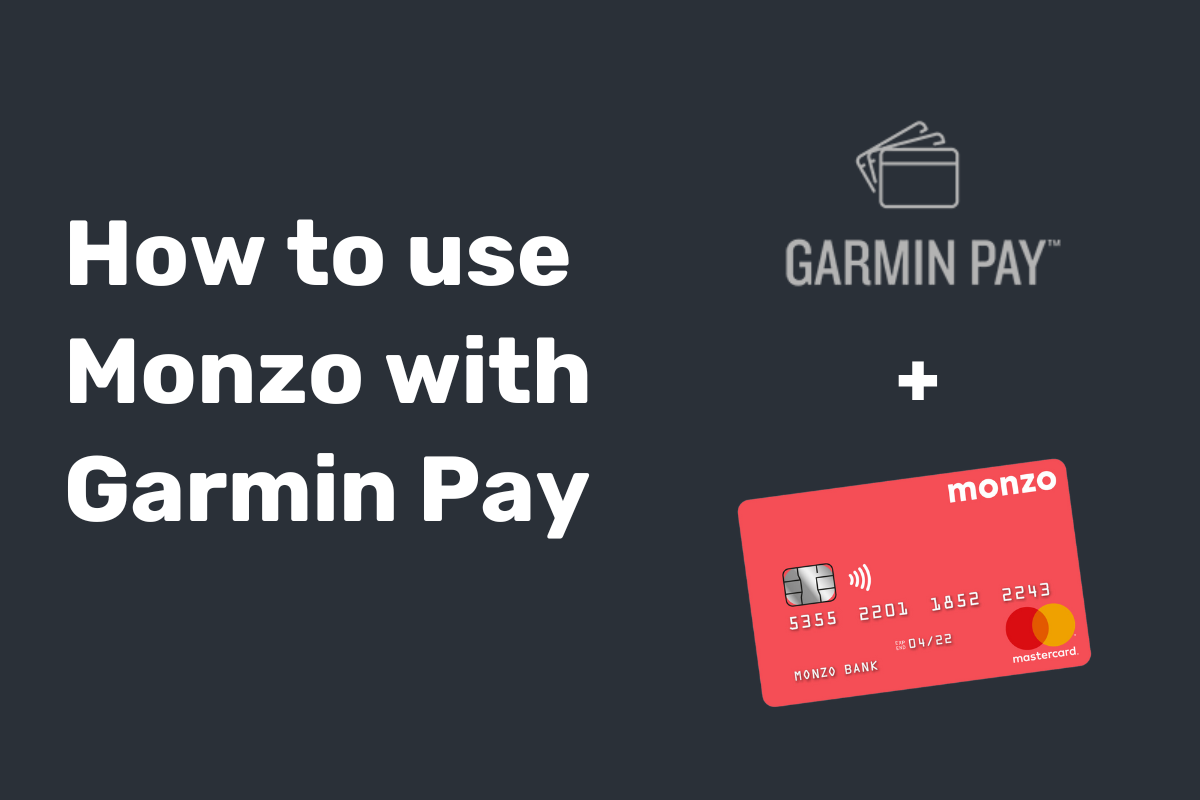 How to use
Monzo with
Garmin Pay
GARMIN PAY™
+
monzo
5355 2201 1852 2243
EXP END 04/22
MONZO BANK
mastercard.